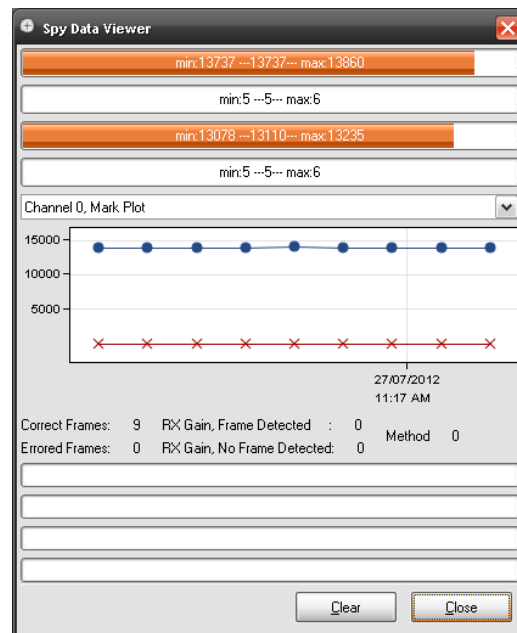 Spy Data Viewer
min:13737 ---13737--- max:13860
min:5 ---5--- max:6
min:13078 ---13110--- max:13235
min:5 ---5--- max:6
Channel 0, Mark Plot
15000
10000
5000
27/07/2012
11:17 AM
Correct Frames: 9 RX Gain, Frame Detected : 0
Method 0
Errored Frames: 0 RX Gain, No Frame Detected: 0
Clear Close